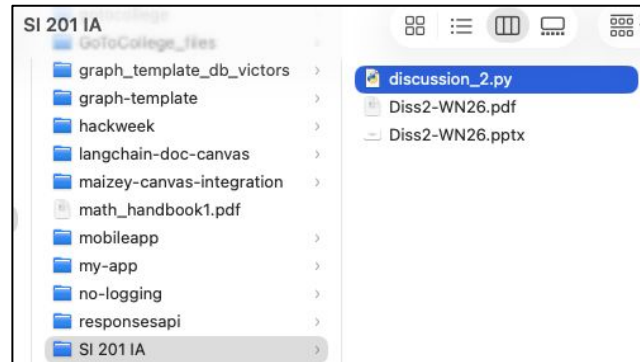 SI 201 IA
GoToCollege_files
graph_template_db_victors
graph-template
hackweek
langchain-doc-canvas
maizey-canvas-integration
math_handbook1.pdf
mobileapp
my-app
no-logging
responsesapi
SI 201 IA
discussion_2.py
Diss2-WN26.pdf
Diss2-WN26.pptx